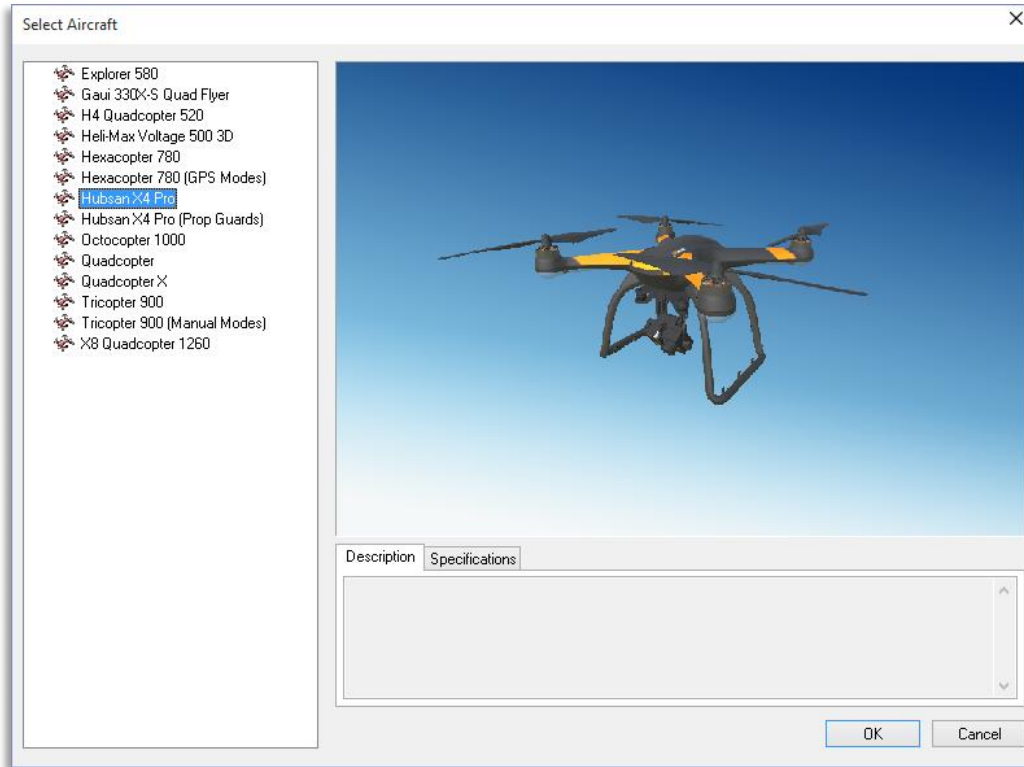 Select Aircraft
Explorer 580
Gaui 330X-S Quad Flyer
H4 Quadcopter 520
Heli-Max Voltage 500 3D
Hexacopter 780
Hexacopter 780 (GPS Modes)
Hubsan X4 Pro
Hubsan X4 Pro (Prop Guards)
Octocopter 1000
Quadcopter
Quadcopter X
Tricopter 900
Tricopter 900 (Manual Modes)
X8 Quadcopter 1260
Description Specifications
OK Cancel